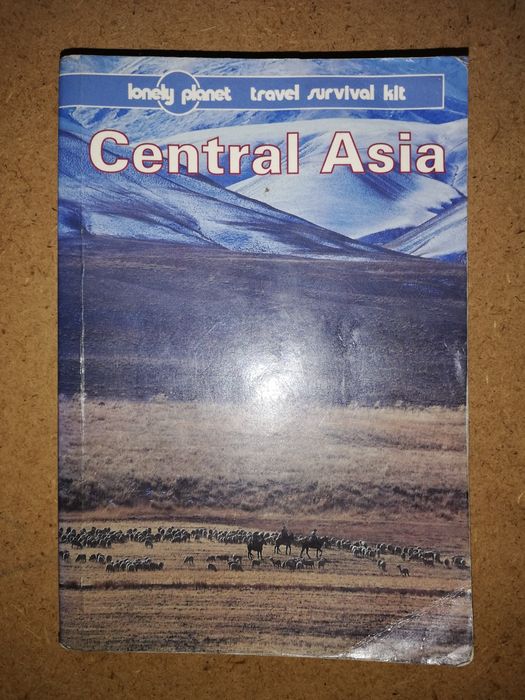 lonely planet travel survival kit
Central Asia